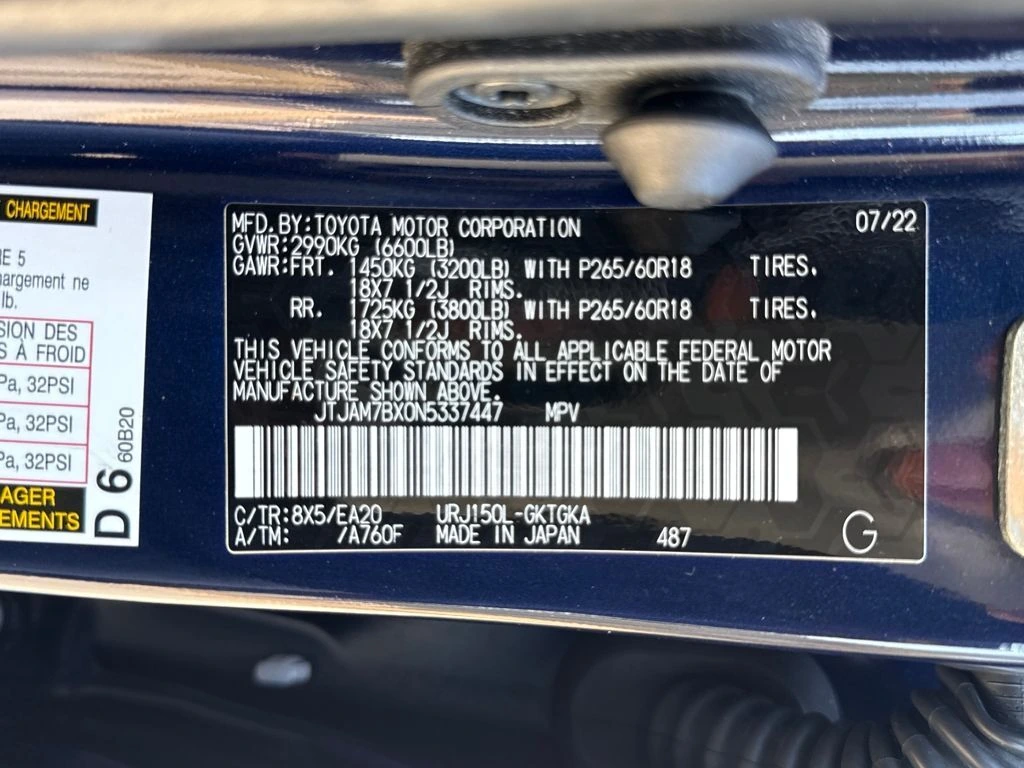 CHARGEMENT
RE 5
hargement ne
lb.
SION DES
S À FROID
Pa, 32PSI
Pa, 32PSI
Pa, 32PSI
AGER
EMENTS
D 6 60B20
MFD.BY:TOYOTA MOTOR CORPORATION 07/22
GVWR:2990KG (6600LB)
GAWR:FRT. 1450KG (3200LB) WITH P265/60R18 TIRES.
18X7 1/2J RIMS.
RR. 1725KG (3800LB) WITH P265/60R18 TIRES.
18X7 1/2J RIMS.
THIS VEHICLE CONFORMS TO ALL APPLICABLE FEDERAL MOTOR
VEHICLE SAFETY STANDARDS IN EFFECT ON THE DATE OF
MANUFACTURE SHOWN ABOVE.
JTJAM7BX0N5337447 MPV
C/TR:8X5/EA20 URJ150L-GKTGKA
A/TM: /A760F MADE IN JAPAN 487 G